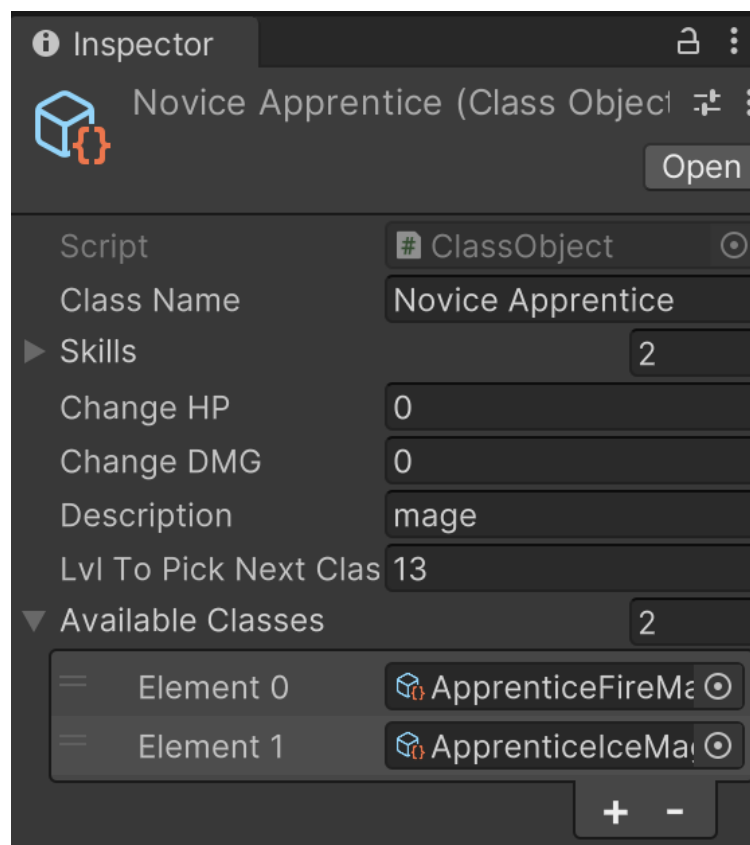 Inspector
Novice Apprentice (Class Objec
Open
Script # ClassObject
Class Name Novice Apprentice
Skills 2
Change HP 0
Change DMG 0
Description mage
Lvl To Pick Next Clas 13
Available Classes 2
Element 0 ApprenticeFireMa
Element 1 ApprenticeIceMa
+ -